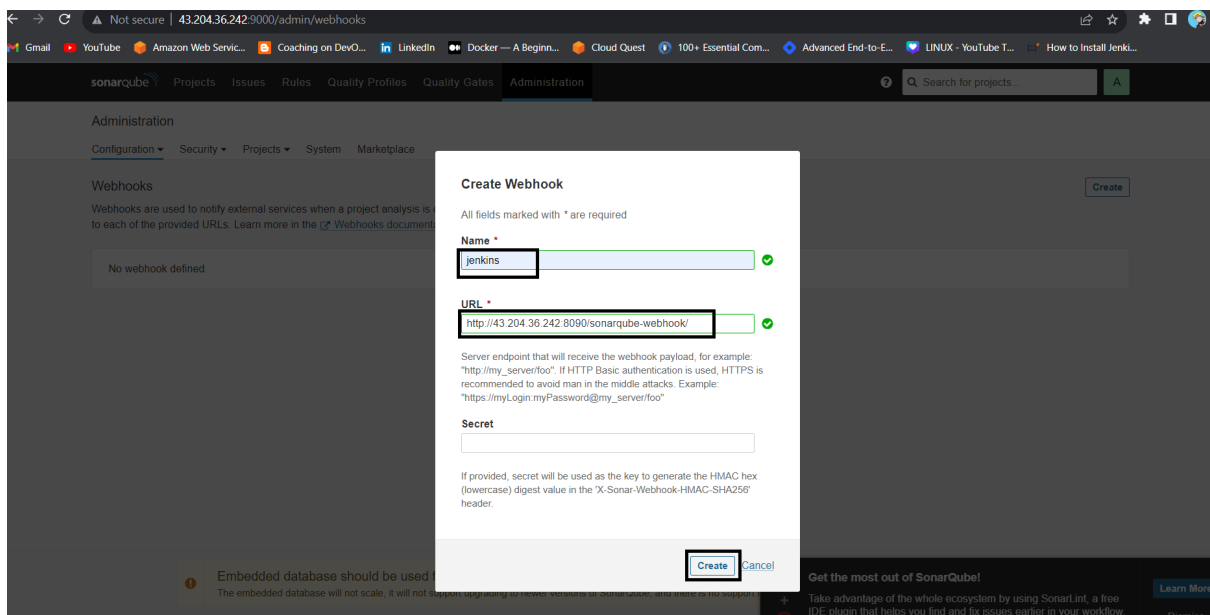 Not secure | 43.204.36.242:9000/admin/webhooks
Gmail YouTube Amazon Web Servic... Coaching on DevO... LinkedIn Docker — A Beginn... Cloud Quest 100+ Essential Com... Advanced End-to-E... LINUX - YouTube T... How to Install Jenki...
sonarqube Projects Issues Rules Quality Profiles Quality Gates Administration ? Search for projects... A
Administration
Configuration Security Projects System Marketplace
Webhooks
Create
Webhooks are used to notify external services when a project analysis is
to each of the provided URLs. Learn more in the Webhooks documenta
No webhook defined.
Create Webhook
All fields marked with * are required
Name *
jenkins
URL *
http://43.204.36.242:8090/sonarqube-webhook/
Server endpoint that will receive the webhook payload, for example:
"http://my_server/foo". If HTTP Basic authentication is used, HTTPS is
recommended to avoid man in the middle attacks. Example:
"https://myLogin:myPassword@my_server/foo"
Secret
If provided, secret will be used as the key to generate the HMAC hex
(lowercase) digest value in the 'X-Sonar-Webhook-HMAC-SHA256'
header.
Create Cancel
Embedded database should be used f
The embedded database will not scale, it will not support upgrading to newer versions of SonarQube, and there is no support
Get the most out of SonarQube!
Take advantage of the whole ecosystem by using SonarLint, a free
IDE plugin that helps you find and fix issues earlier in your workflow
Learn More